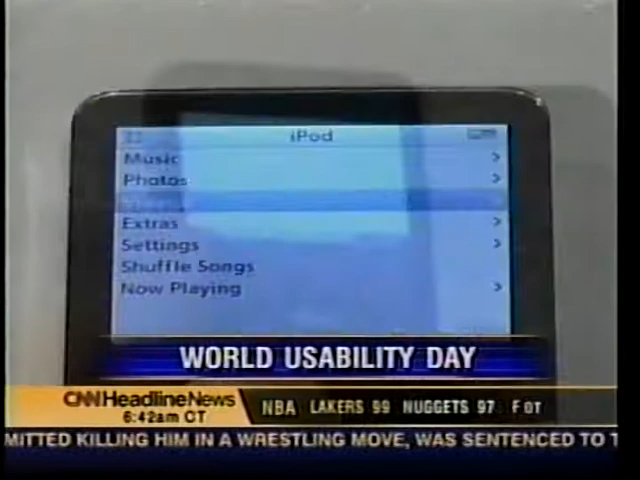 iPod
Music
Photos
Extras
Settings
Shuffle Songs
Now Playing
WORLD USABILITY DAY
CNN Headline News
6:42am CT
NBA LAKERS 99 NUGGETS 97 F OT
MITTED KILLING HIM IN A WRESTLING MOVE, WAS SENTENCED TO